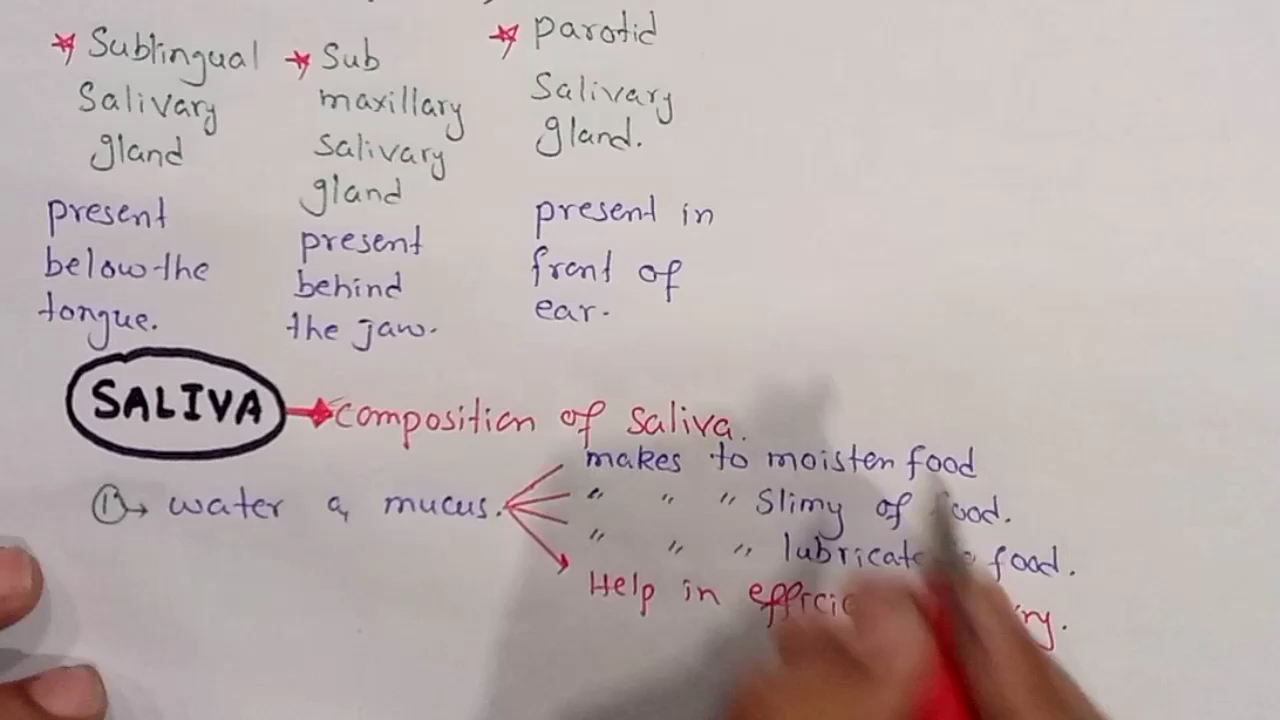 ★ Sublingual
Salivary
gland
present
below the
tongue.
★ Sub
maxillary
salivary
gland
present
behind
the jaw.
★ parotid
Salivary
gland.
present in
front of
ear.
SALIVA → composition of saliva.
① → water & mucus.
makes to moisten food
" " " Slimy of food.
" " " lubricate food.
Help in